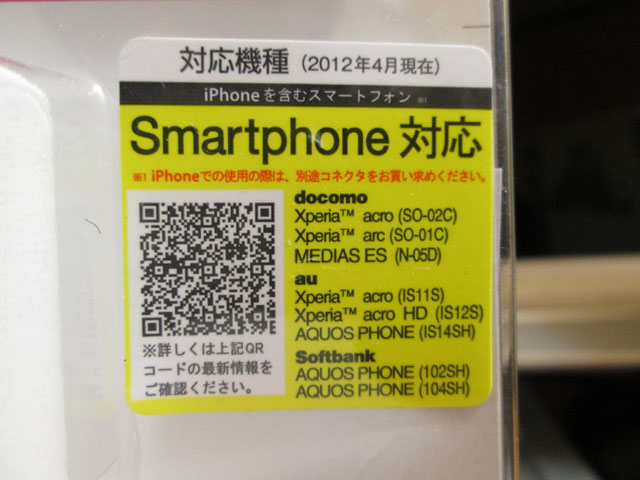 対応機種(2012年4月現在)
iPhoneを含むスマートフォン ※1
Smartphone 対応
※1 iPhoneでの使用の際は、別途コネクタをお買い求めください。
docomo
Xperia™ acro (SO-02C)
Xperia™ arc (SO-01C)
MEDIAS ES (N-05D)
au
Xperia™ acro (IS11S)
Xperia™ acro HD (IS12S)
AQUOS PHONE (IS14SH)
Softbank
AQUOS PHONE (102SH)
AQUOS PHONE (104SH)
※詳しくは上記QR
コードの最新情報を
ご確認ください。